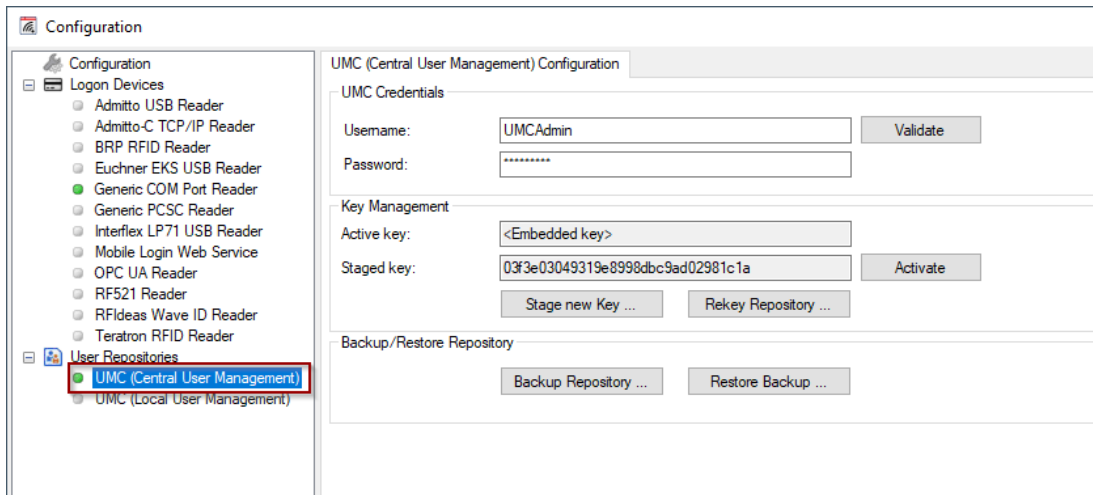 Configuration
Configuration
Logon Devices
Admitto USB Reader
Admitto-C TCP/IP Reader
BRP RFID Reader
Euchner EKS USB Reader
Generic COM Port Reader
Generic PCSC Reader
Interflex LP71 USB Reader
Mobile Login Web Service
OPC UA Reader
RF521 Reader
RFIdeas Wave ID Reader
Teratron RFID Reader
User Repositories
UMC (Central User Management)
UMC (Local User Management)
UMC (Central User Management) Configuration
UMC Credentials
Username: UMCAdmin Validate
Password: *********
Key Management
Active key: <Embedded key>
Staged key: 03f3e03049319e8998dbc9ad02981c1a Activate
Stage new Key ... Rekey Repository ...
Backup/Restore Repository
Backup Repository ... Restore Backup ...